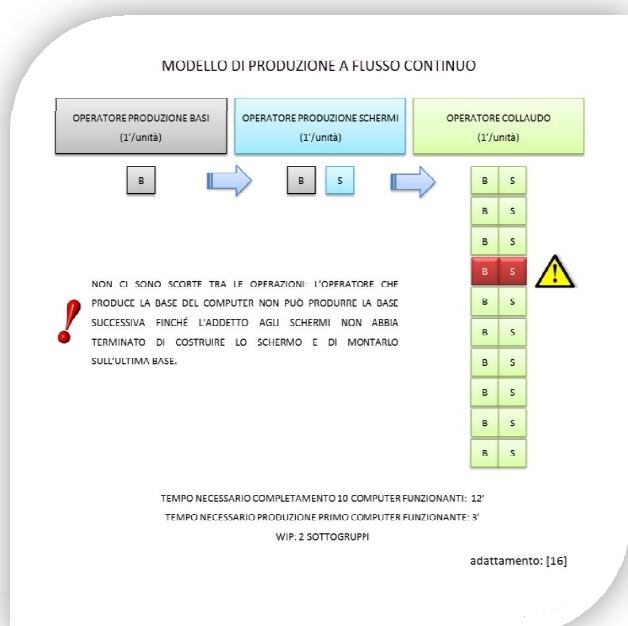 MODELLO DI PRODUZIONE A FLUSSO CONTINUO
OPERATORE PRODUZIONE BASI
(1'/unità)
OPERATORE PRODUZIONE SCHERMI
(1'/unità)
OPERATORE COLLAUDO
(1'/unità)
B
B S
B S
B S
B S
B S
B S
B S
B S
B S
B S
B S
NON CI SONO SCORTE TRA LE OPERAZIONI: L'OPERATORE CHE
PRODUCE LA BASE DEL COMPUTER NON PUÒ PRODURRE LA BASE
SUCCESSIVA FINCHÉ L'ADDETTO AGLI SCHERMI NON ABBIA
TERMINATO DI COSTRUIRE LO SCHERMO E DI MONTARLO
SULL'ULTIMA BASE.
TEMPO NECESSARIO COMPLETAMENTO 10 COMPUTER FUNZIONANTI: 12'
TEMPO NECESSARIO PRODUZIONE PRIMO COMPUTER FUNZIONANTE: 3'
WIP: 2 SOTTOGRUPPI
adattamento: [16]